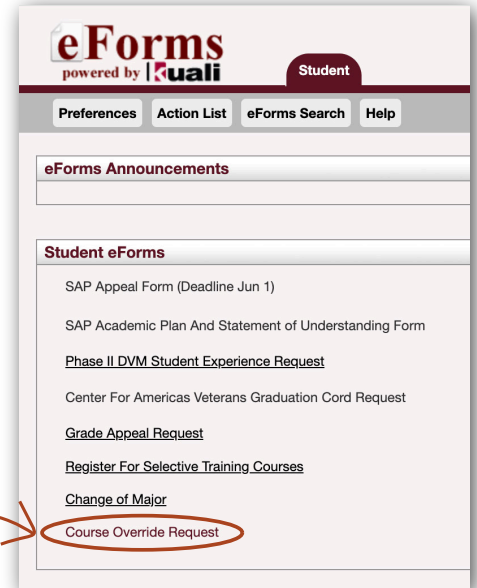 eForms
powered by Kuali
Student
Preferences Action List eForms Search Help
eForms Announcements
Student eForms
SAP Appeal Form (Deadline Jun 1)
SAP Academic Plan And Statement of Understanding Form
Phase II DVM Student Experience Request
Center For Americas Veterans Graduation Cord Request
Grade Appeal Request
Register For Selective Training Courses
Change of Major
Course Override Request